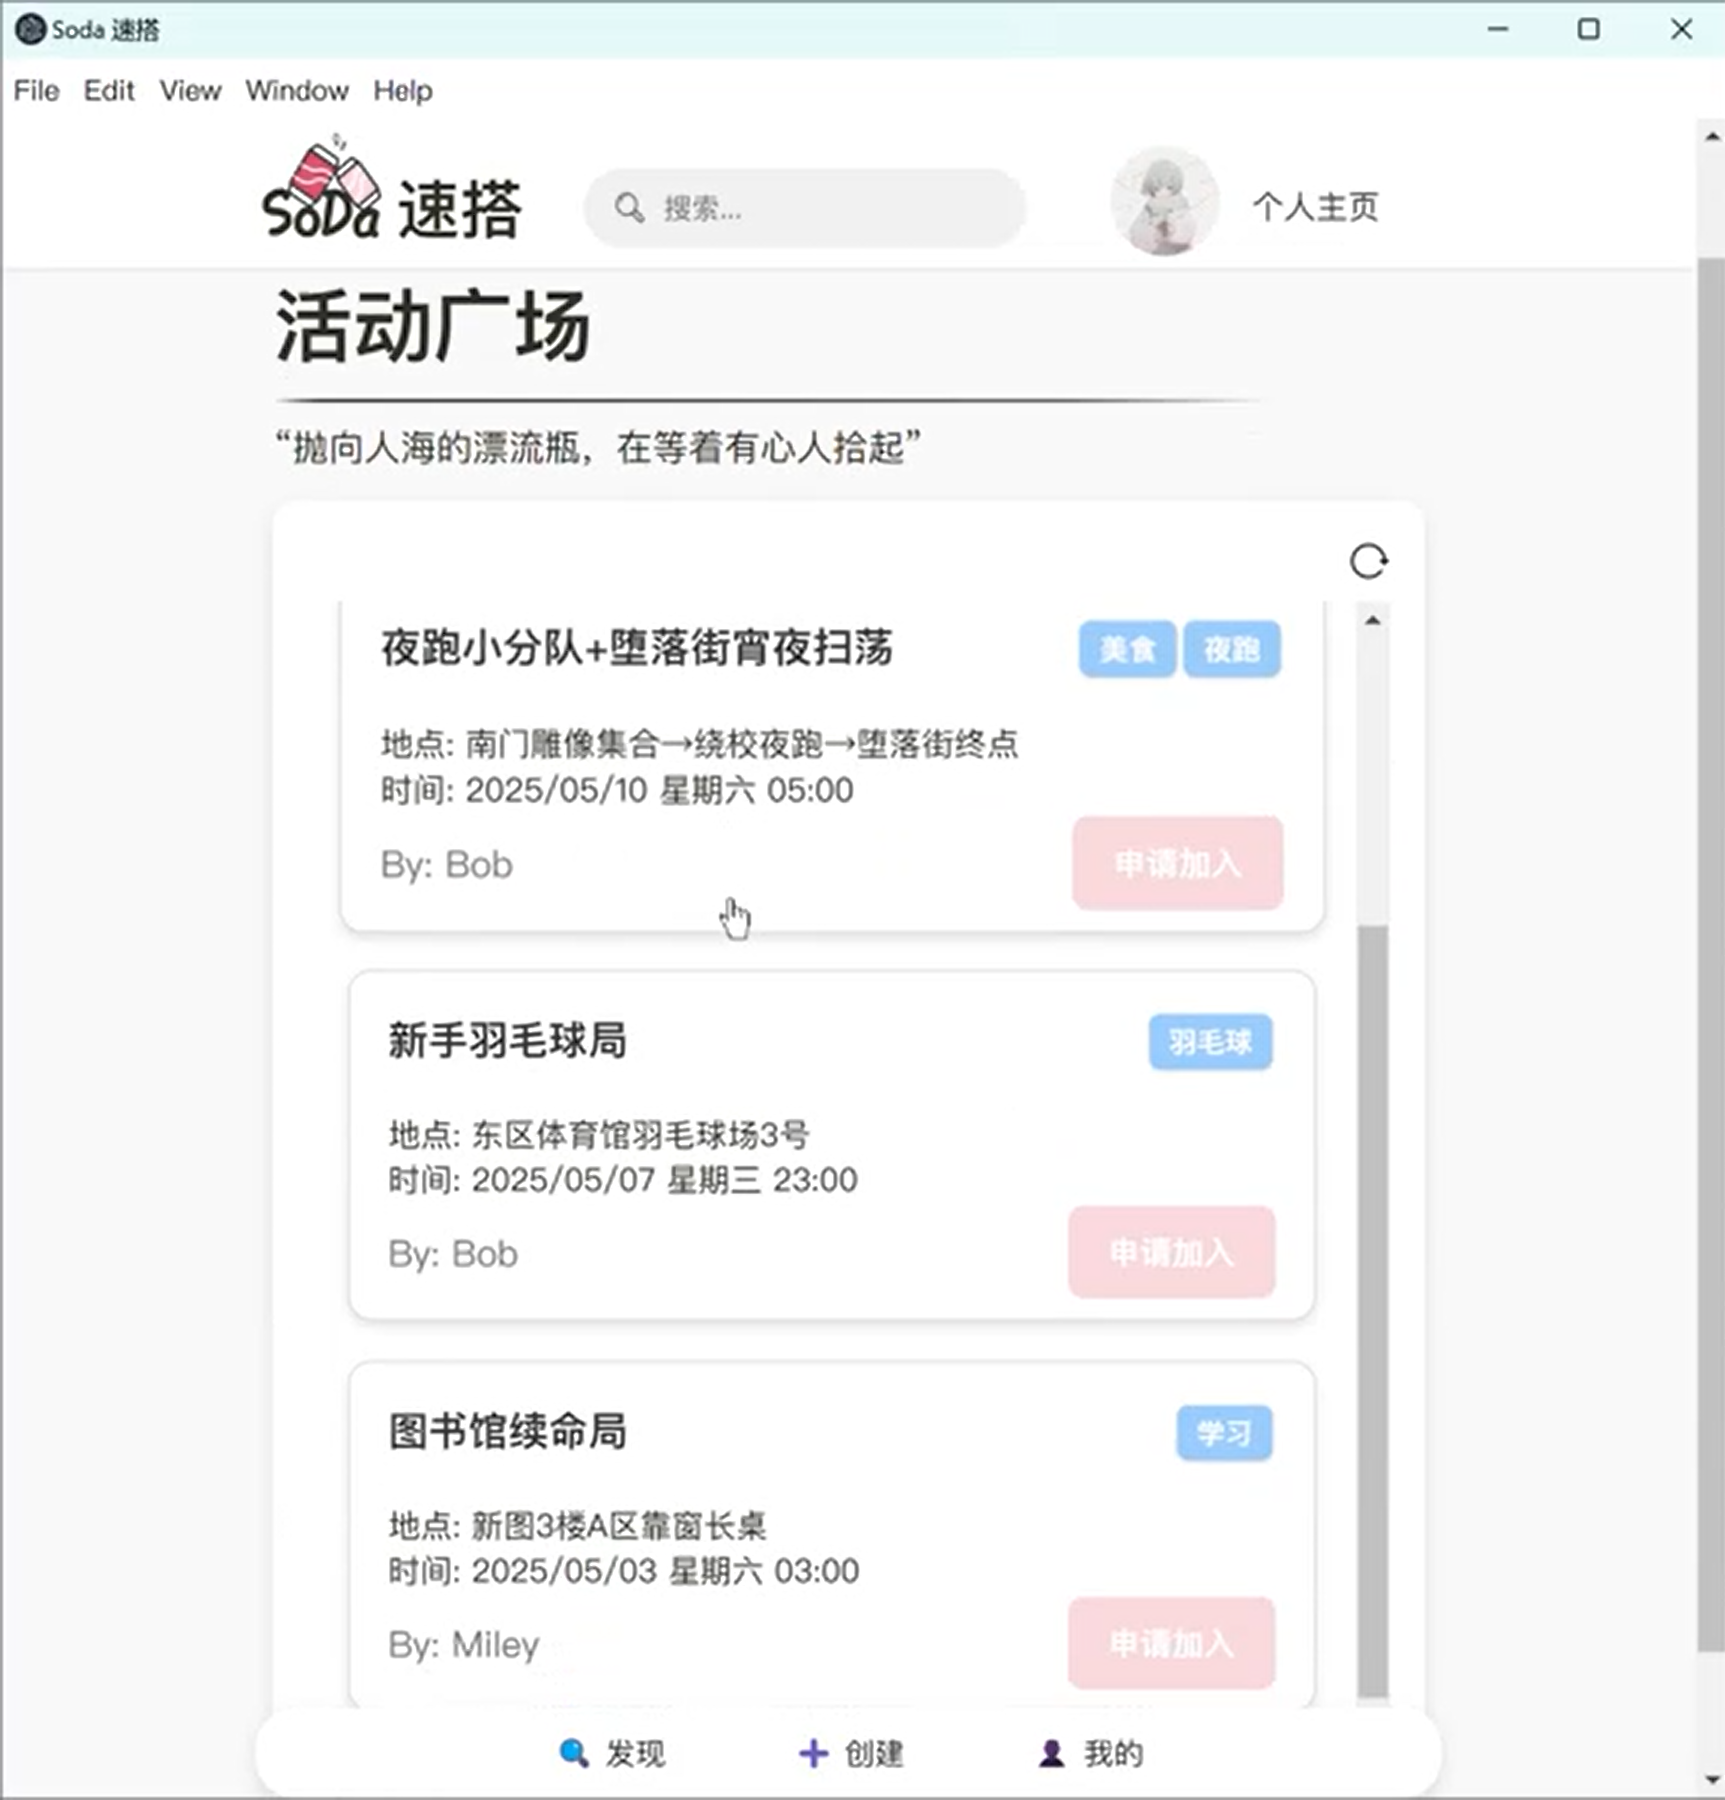 Soda 速搭
File Edit View Window Help
SoDa 速搭
搜索...
个人主页
活动广场
“抛向人海的漂流瓶，在等着有心人拾起”
夜跑小分队+堕落街宵夜扫荡
美食 夜跑
地点: 南门雕像集合→绕校夜跑→堕落街终点
时间: 2025/05/10 星期六 05:00
By: Bob
申请加入
新手羽毛球局
羽毛球
地点: 东区体育馆羽毛球场3号
时间: 2025/05/07 星期三 23:00
By: Bob
申请加入
图书馆续命局
学习
地点: 新图3楼A区靠窗长桌
时间: 2025/05/03 星期六 03:00
By: Miley
申请加入
发现 创建 我的